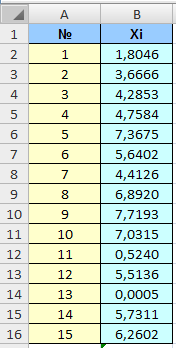 A B
1 № Xi
2 1 1,8046
3 2 3,6666
4 3 4,2853
5 4 4,7584
6 5 7,3675
7 6 5,6402
8 7 4,4126
9 8 6,8920
10 9 7,7193
11 10 7,0315
12 11 0,5240
13 12 5,5136
14 13 0,0005
15 14 5,7311
16 15 6,2602